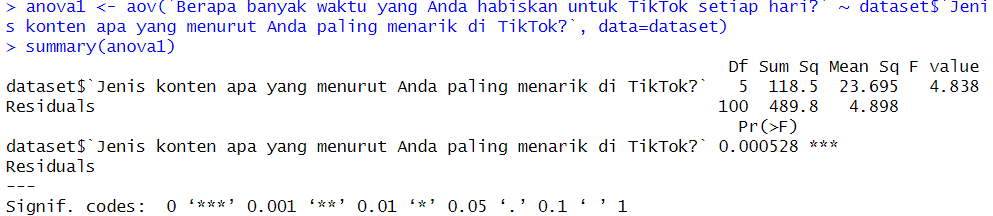 > anova1 <- aov(`Berapa banyak waktu yang Anda habiskan untuk TikTok setiap hari?` ~ dataset$`Jeni
s konten apa yang menurut Anda paling menarik di TikTok?`, data=dataset)
> summary(anova1)
Df Sum Sq Mean Sq F value
dataset$`Jenis konten apa yang menurut Anda paling menarik di TikTok?` 5 118.5 23.695 4.838
Residuals 100 489.8 4.898
Pr(>F)
dataset$`Jenis konten apa yang menurut Anda paling menarik di TikTok?` 0.000528 ***
Residuals
---
Signif. codes: 0 ‘***’ 0.001 ‘**’ 0.01 ‘*’ 0.05 ‘.’ 0.1 ‘ ’ 1